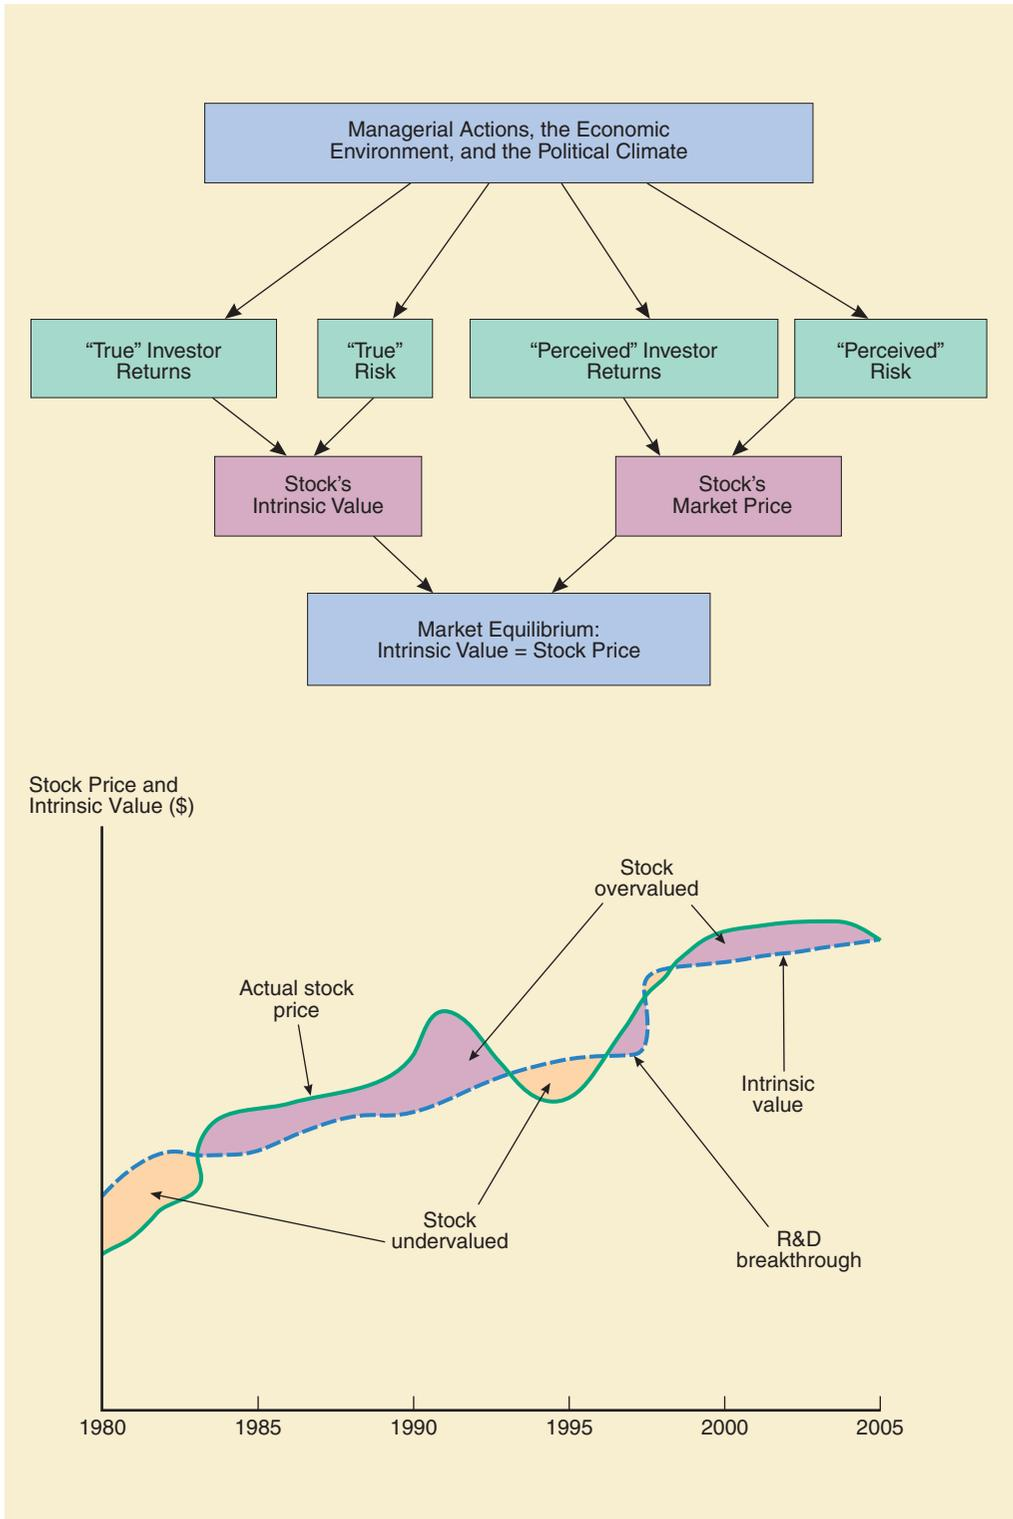 Managerial Actions, the Economic
Environment, and the Political Climate
“True” Investor
Returns
“True”
Risk
“Perceived” Investor
Returns
“Perceived”
Risk
Stock’s
Intrinsic Value
Stock’s
Market Price
Market Equilibrium:
Intrinsic Value = Stock Price
Stock Price and
Intrinsic Value ($)
Stock
overvalued
Actual stock
price
Intrinsic
value
Stock
undervalued
R&D
breakthrough
1980
1985
1990
1995
2000
2005